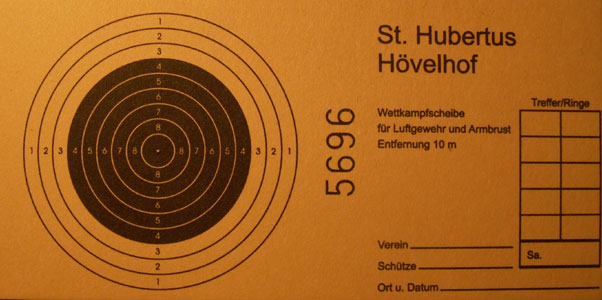 1
2
3
4
5
6
7
8
1 2 3 4 5 6 7 8 8 7 6 5 4 3 2 1
8
7
6
5
4
3
2
1
5696
St. Hubertus
Hövelhof
Wettkampfscheibe
für Luftgewehr und Armbrust
Entfernung 10 m
Treffer/Ringe
Sa.
Verein
Schütze
Ort u. Datum